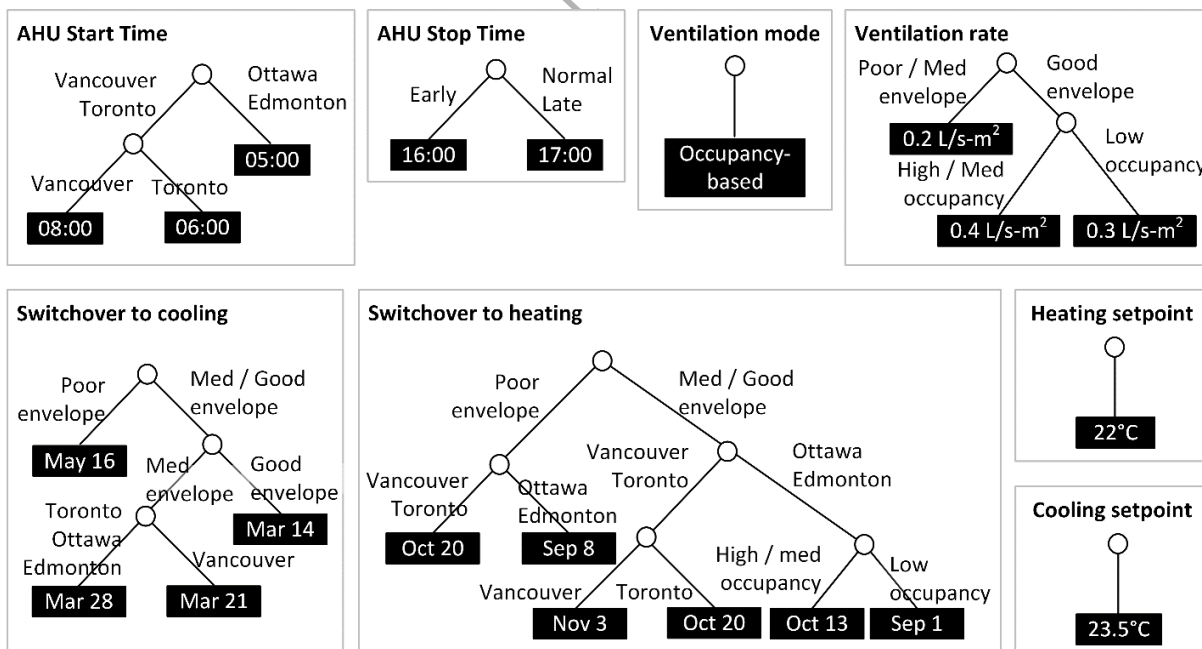 AHU Start Time
Vancouver
Toronto
Ottawa
Edmonton
05:00
Vancouver
Toronto
08:00
06:00
AHU Stop Time
Early
Normal
Late
16:00
17:00
Ventilation mode
Occupancy-
based
Ventilation rate
Poor / Med
envelope
Good
envelope
0.2 L/s-m²
High / Med
occupancy
Low
occupancy
0.4 L/s-m²
0.3 L/s-m²
Switchover to cooling
Poor
envelope
Med / Good
envelope
May 16
Med
envelope
Good
envelope
Mar 14
Toronto
Ottawa
Edmonton
Vancouver
Mar 28
Mar 21
Switchover to heating
Poor
envelope
Med / Good
envelope
Vancouver
Toronto
Ottawa
Edmonton
Oct 20
Sep 8
Vancouver
Toronto
Ottawa
Edmonton
Vancouver
Toronto
High / med
occupancy
Low
occupancy
Nov 3
Oct 20
Oct 13
Sep 1
Heating setpoint
22°C
Cooling setpoint
23.5°C